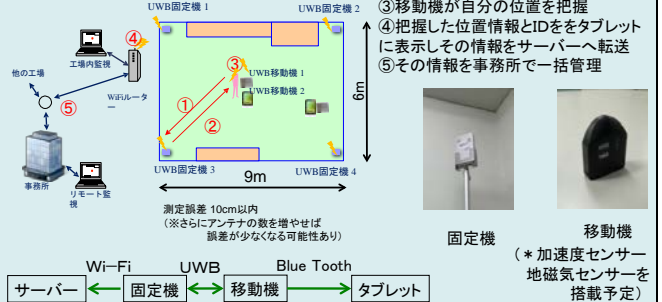 ③移動機が自分の位置を把握
④把握した位置情報とIDををタブレット
に表示しその情報をサーバーへ転送
⑤その情報を事務所で一括管理
UWB固定機 1
UWB固定機 2
④
工場内監視
他の工場
WiFiルータ
ー
⑤
事務所
リモート監
視
③
UWB移動機 1
UWB移動機 2
①
②
6m
UWB固定機 3
UWB固定機 4
9m
測定誤差 10cm以内
(※さらにアンテナの数を増やせば
誤差が少なくなる可能性あり)
固定機
移動機
(*加速度センサー
地磁気センサーを
搭載予定)
Wi-Fi
UWB
Blue Tooth
サーバー
固定機
移動機
タブレット